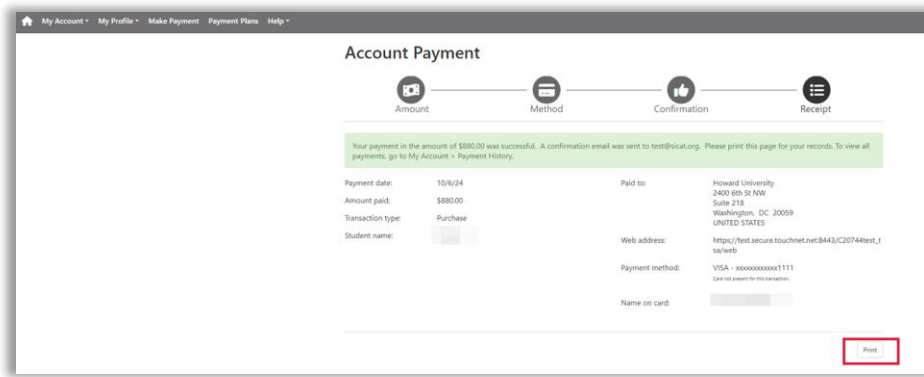 My Account My Profile Make Payment Payment Plans Help
Account Payment
Amount Method Confirmation Receipt
Your payment in the amount of $880.00 was successful. A confirmation email was sent to test@sicat.org. Please print this page for your records. To view all
payments, go to My Account > Payment History.
Payment date: 10/6/24
Amount paid: $880.00
Transaction type: Purchase
Student name:
Paid to: Howard University
2400 6th St NW
Suite 218
Washington, DC 20059
UNITED STATES
Web address: https://test.secure.touchnet.net:8443/C20744test_t
sa/web
Payment method: VISA - xxxxxxxxxxxx1111
Card not present for this transaction.
Name on card:
Print